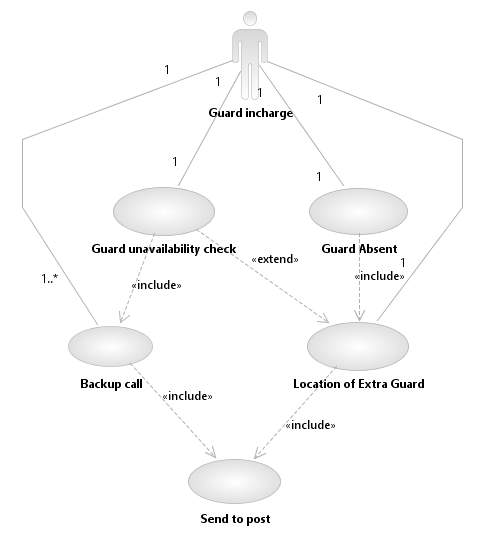 1
1
1
1
Guard incharge
1
1
Guard unavailability check
Guard Absent
«extend»
1
1..*
«include»
«include»
Backup call
Location of Extra Guard
«include»
«include»
Send to post